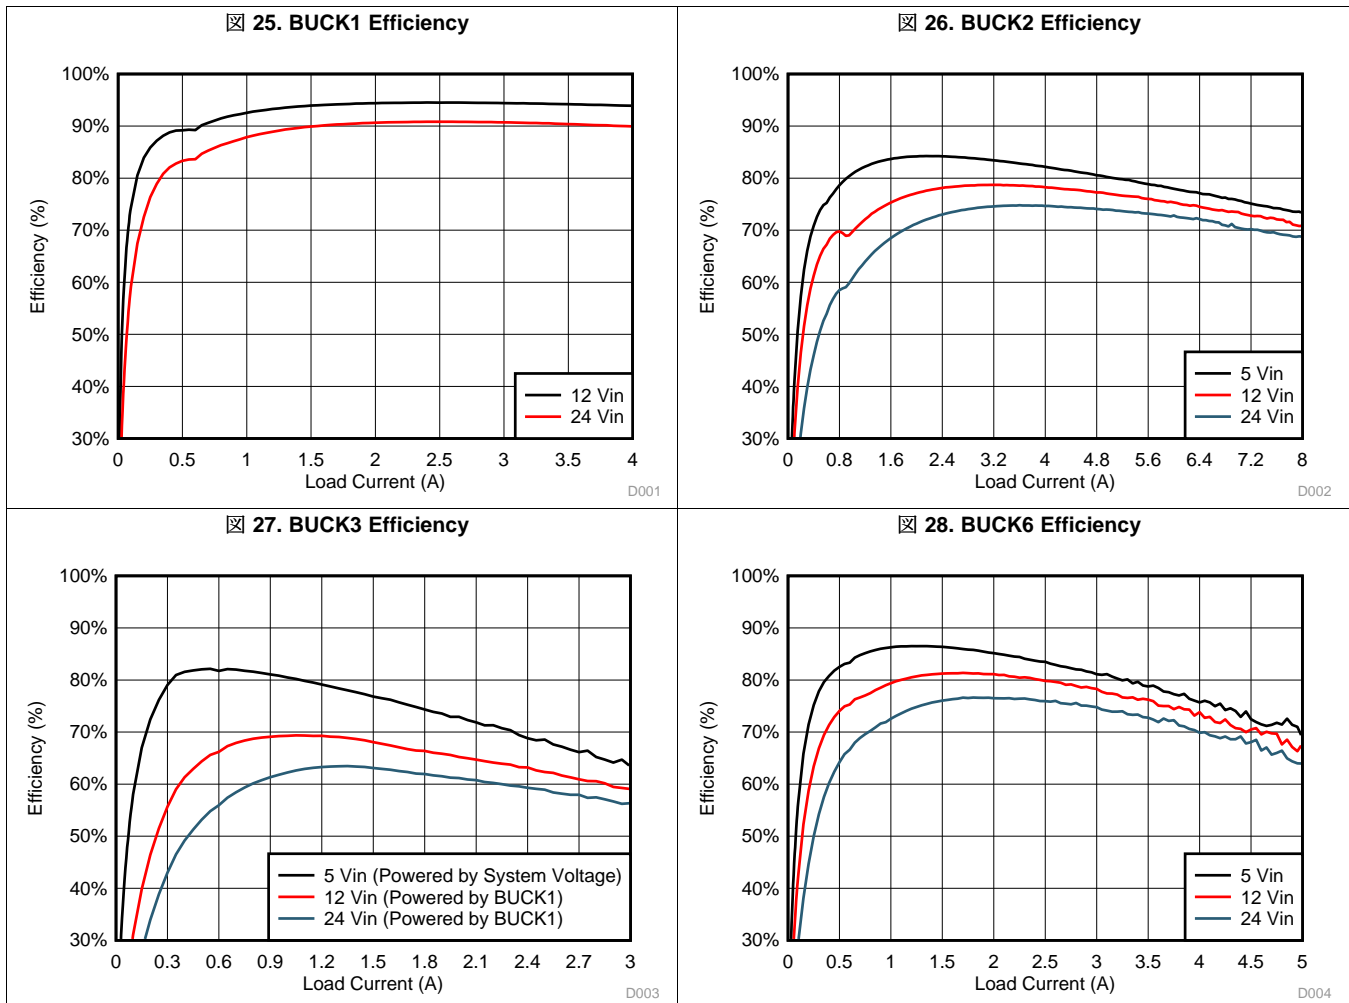 図 25. BUCK1 Efficiency
100%
90%
80%
70%
60%
50%
40%
30%
Efficiency (%)
12 Vin
24 Vin
0 0.5 1 1.5 2 2.5 3 3.5 4
Load Current (A)
D001
図 26. BUCK2 Efficiency
100%
90%
80%
70%
60%
50%
40%
30%
Efficiency (%)
5 Vin
12 Vin
24 Vin
0 0.8 1.6 2.4 3.2 4 4.8 5.6 6.4 7.2 8
Load Current (A)
D002
図 27. BUCK3 Efficiency
100%
90%
80%
70%
60%
50%
40%
30%
Efficiency (%)
5 Vin (Powered by System Voltage)
12 Vin (Powered by BUCK1)
24 Vin (Powered by BUCK1)
0 0.3 0.6 0.9 1.2 1.5 1.8 2.1 2.4 2.7 3
Load Current (A)
D003
図 28. BUCK6 Efficiency
100%
90%
80%
70%
60%
50%
40%
30%
Efficiency (%)
5 Vin
12 Vin
24 Vin
0 0.5 1 1.5 2 2.5 3 3.5 4 4.5 5
Load Current (A)
D004